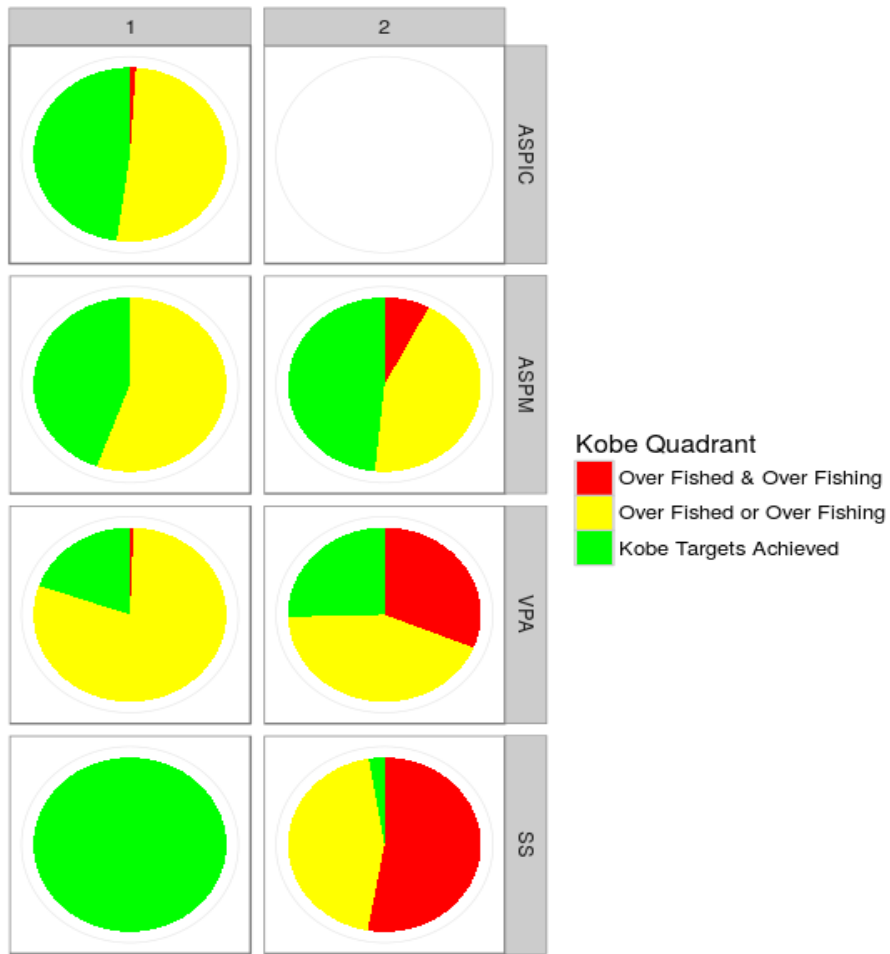 1
2
ASPIC
ASPM
VPA
SS
Kobe Quadrant
Over Fished & Over Fishing
Over Fished or Over Fishing
Kobe Targets Achieved